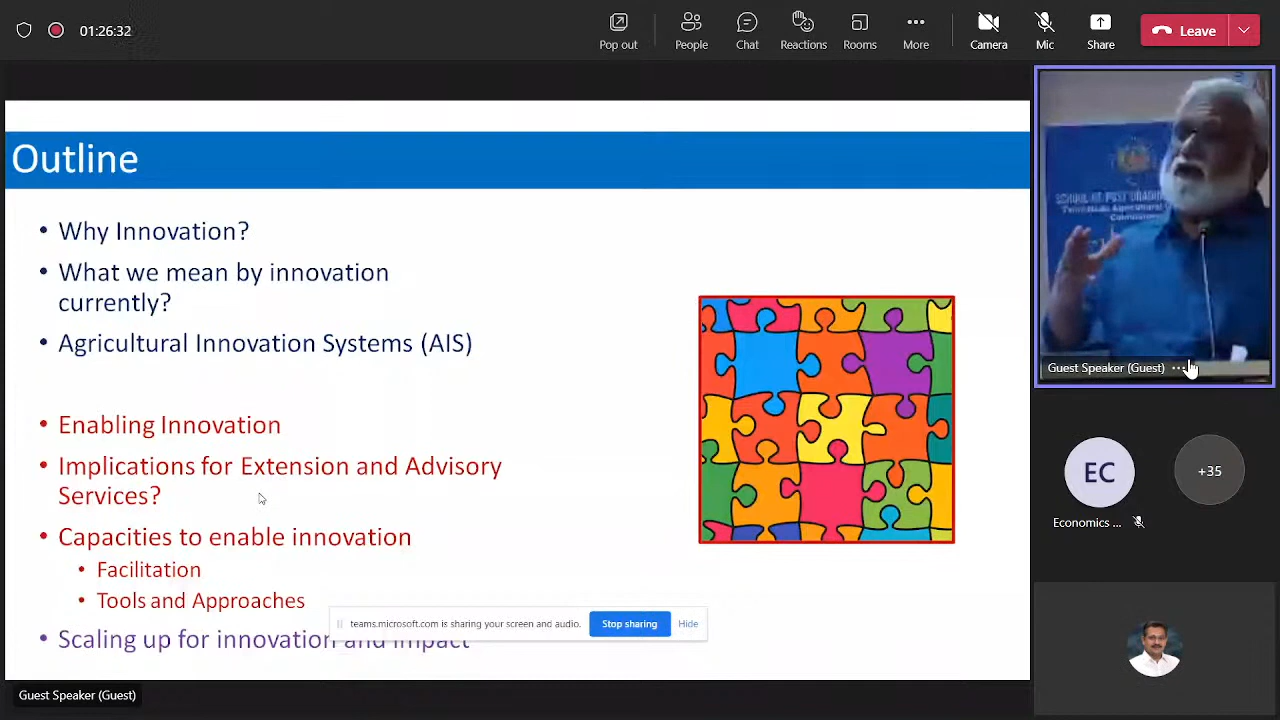 01:26:32
Pop out
People
Chat
Reactions
Rooms
More
Camera
Mic
Share
Leave
Outline
• Why Innovation?
• What we mean by innovation
currently?
• Agricultural Innovation Systems (AIS)
• Enabling Innovation
• Implications for Extension and Advisory
Services?
• Capacities to enable innovation
• Facilitation
• Tools and Approaches
• Scaling up for innovation and impact
teams.microsoft.com is sharing your screen and audio.
Stop sharing
Hide
Guest Speaker (Guest)
SCHOOL OF POST
Guest Speaker (Guest)
EC
Economics ...
+35